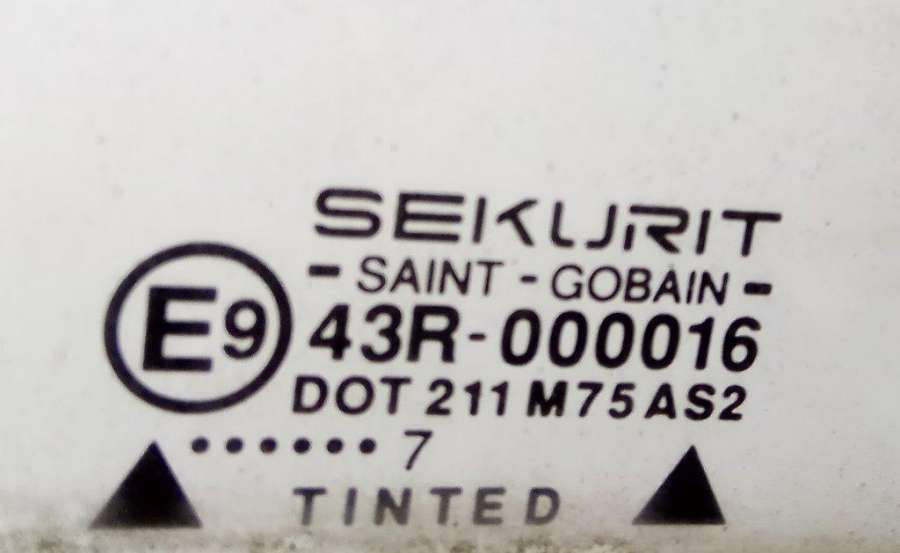 SEKURIT
- SAINT - GOBAIN -
E9 43R-000016
DOT 211 M75 AS2
...... 7
TINTED